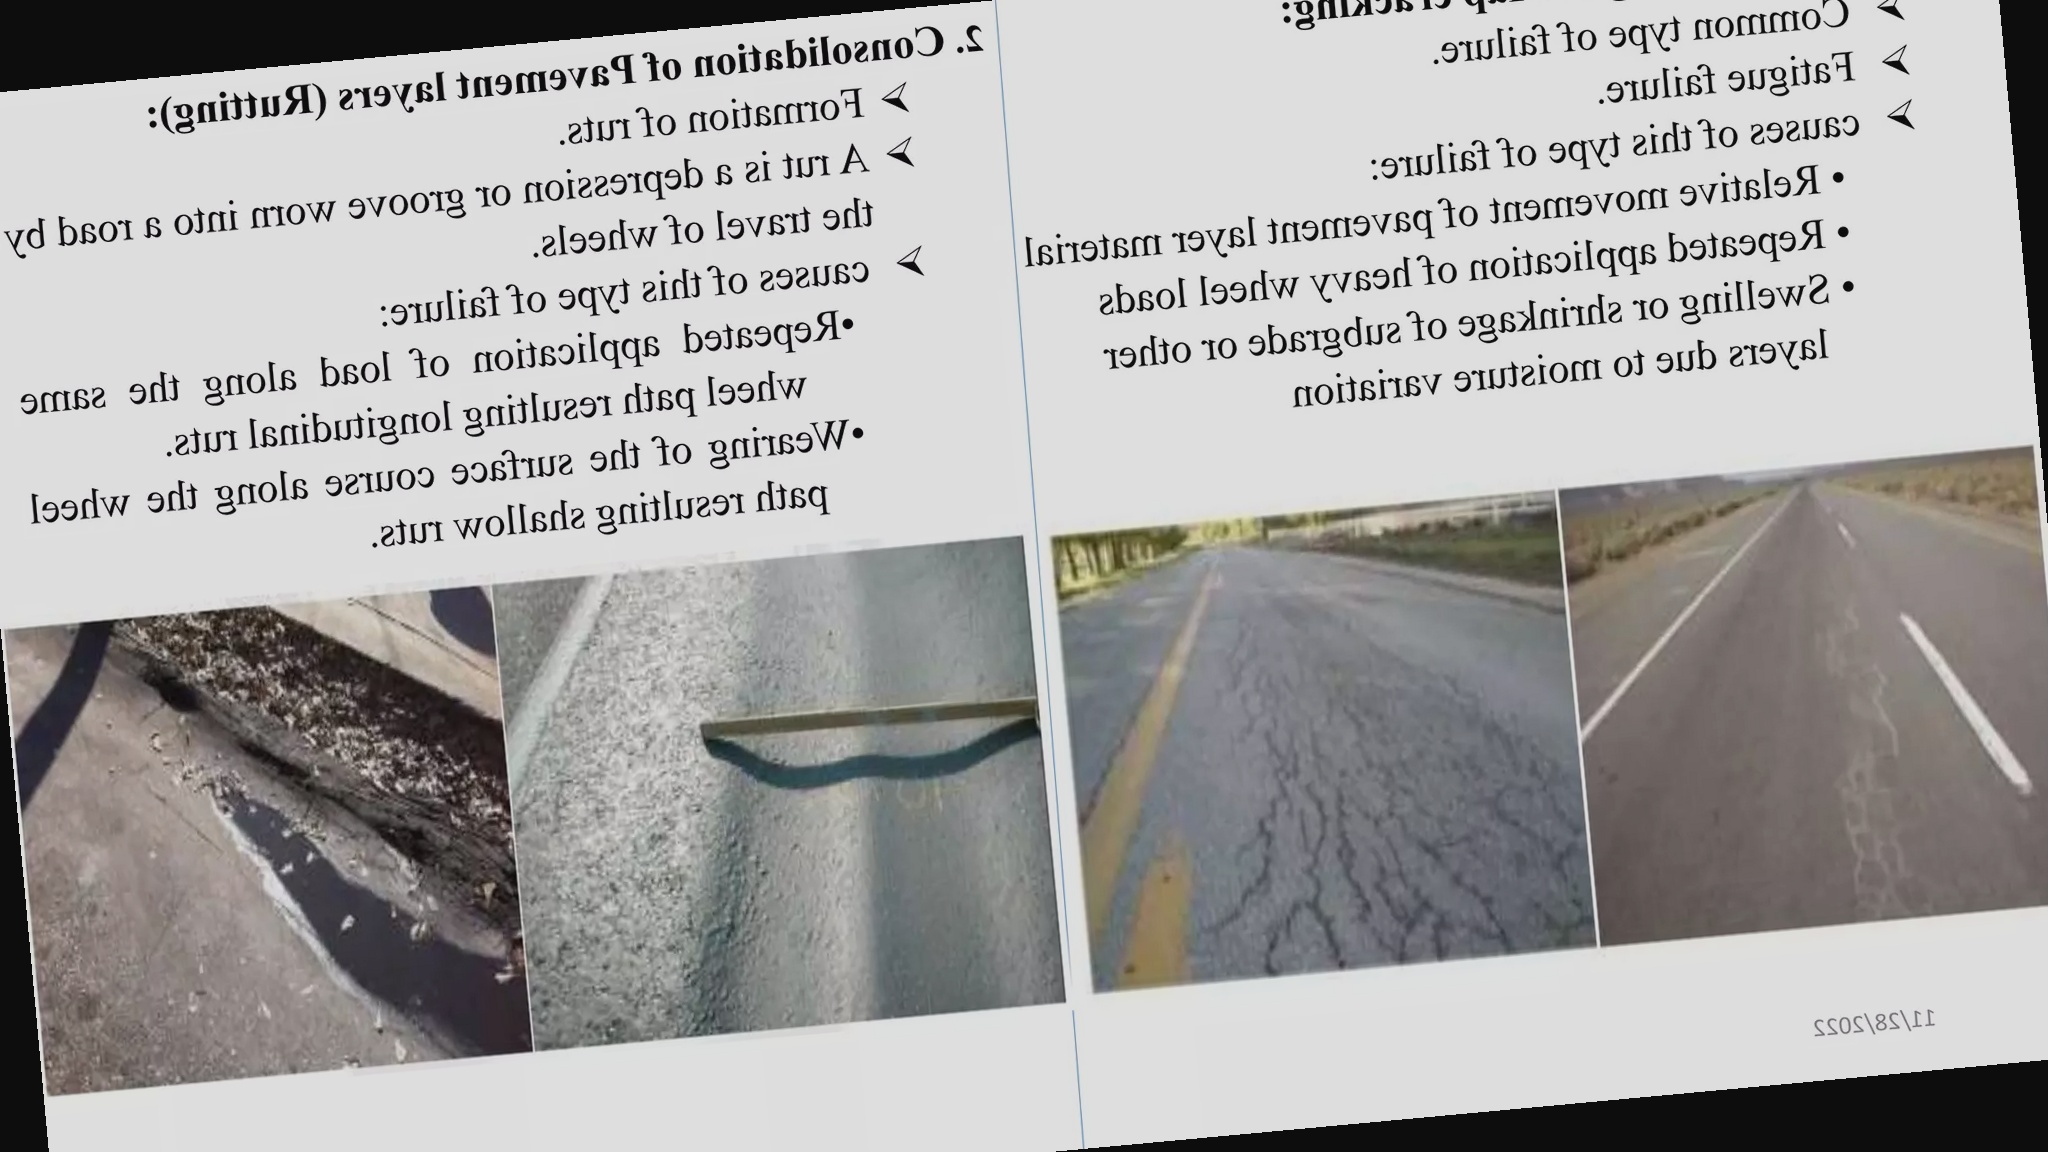 cracking:
➤ Common type of failure.
➤ Fatigue failure.
➤ causes of this type of failure:
• Relative movement of pavement layer material
• Repeated application of heavy wheel loads
• Swelling or shrinkage of subgrade or other
layers due to moisture variation
11/28/2022
2. Consolidation of Pavement layers (Rutting):
➤ Formation of ruts.
➤ A rut is a depression or groove worn into a road by
the travel of wheels.
➤ causes of this type of failure:
•Repeated application of load along the same
wheel path resulting longitudinal ruts.
•Wearing of the surface course along the wheel
path resulting shallow ruts.